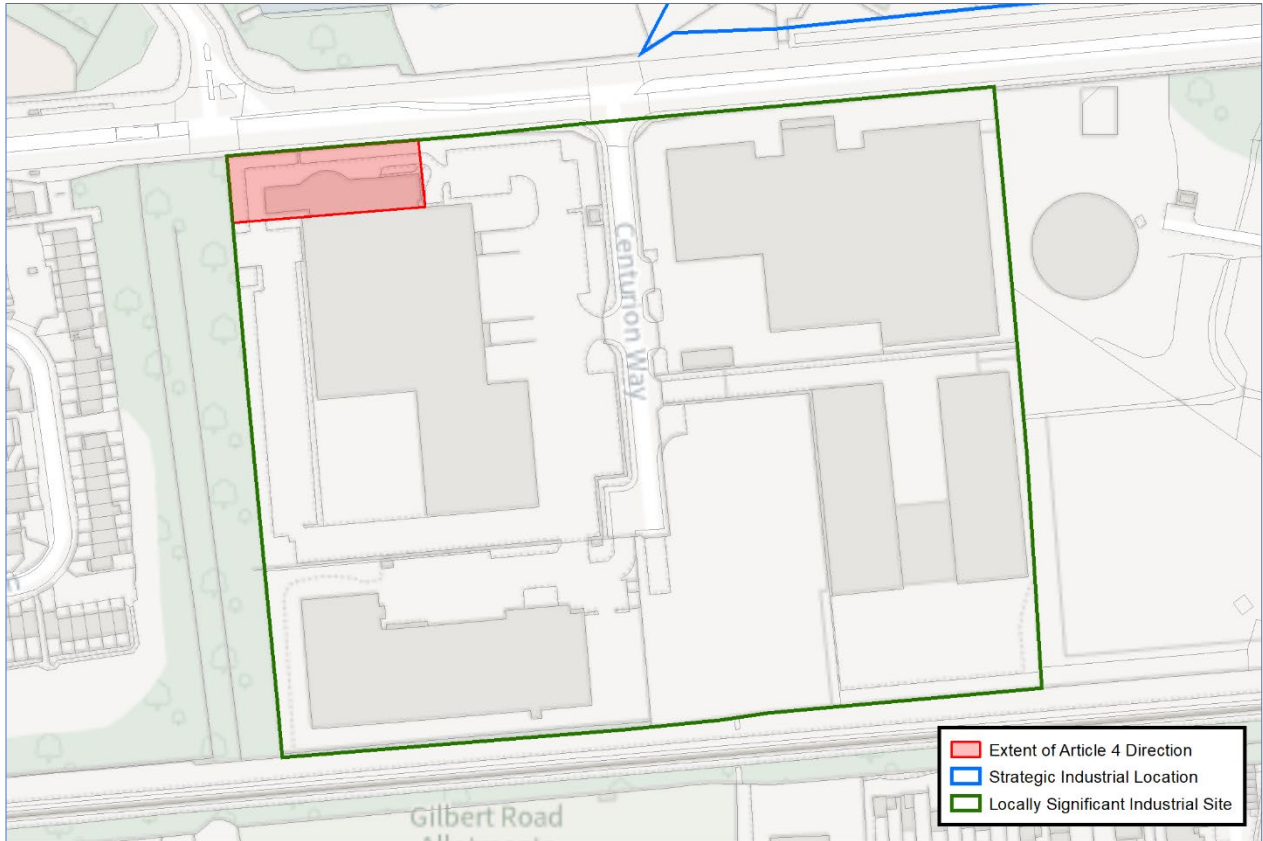 Centurion Way
Gilbert Road
Extent of Article 4 Direction
Strategic Industrial Location
Locally Significant Industrial Site